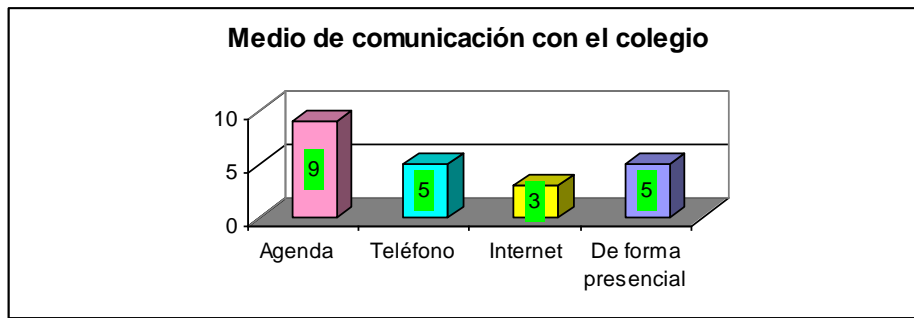 Medio de comunicación con el colegio
10
5
0
9
5
3
5
Agenda
Teléfono
Internet
De forma
presencial